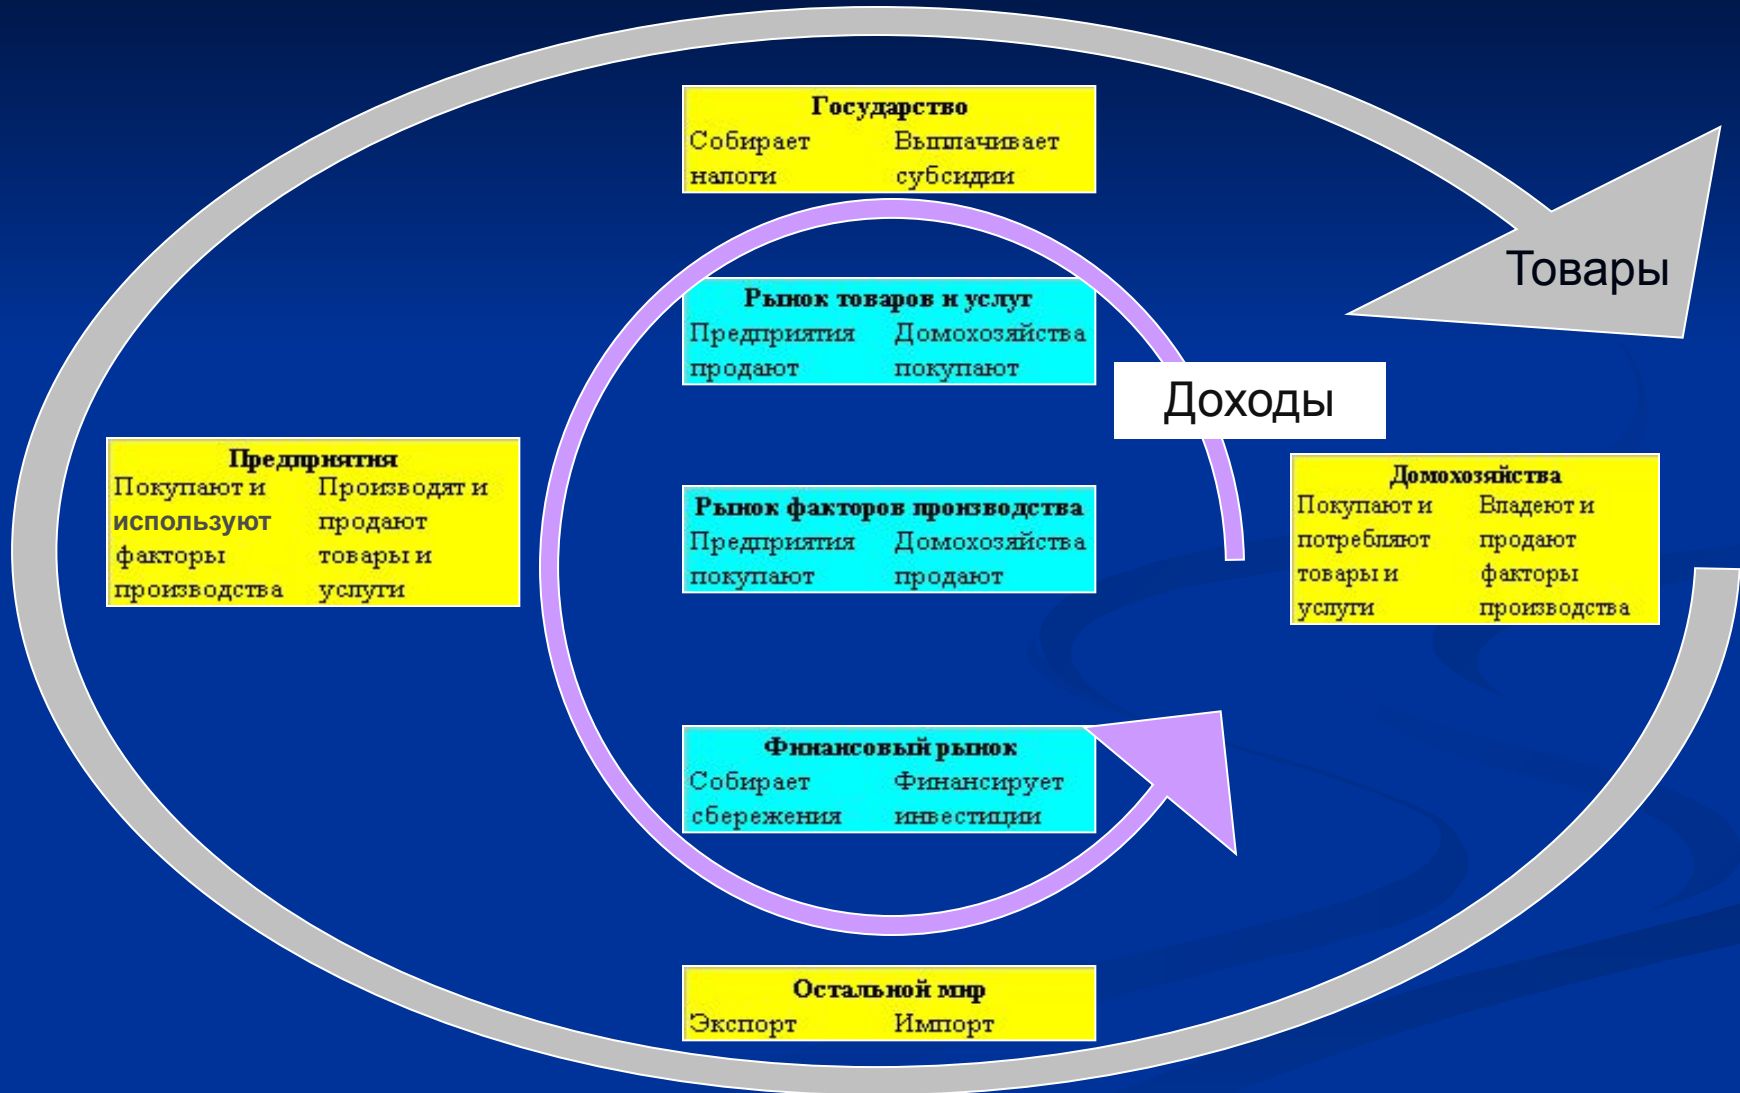 Государство
Собирает Выплачивает
налоги субсидии
Товары
Рынок товаров и услуг
Предприятия Домохозяйства
продают покупают
Доходы
Предприятия
Покупают и Производят и
используют продают
факторы товары и
производства услуги
Рынок факторов производства
Предприятия Домохозяйства
покупают продают
Домохозяйства
Покупают и Владеют и
потребляют продают
товары и факторы
услуги производства
Финансовый рынок
Собирает Финансирует
сбережения инвестиции
Остальной мир
Экспорт Импорт